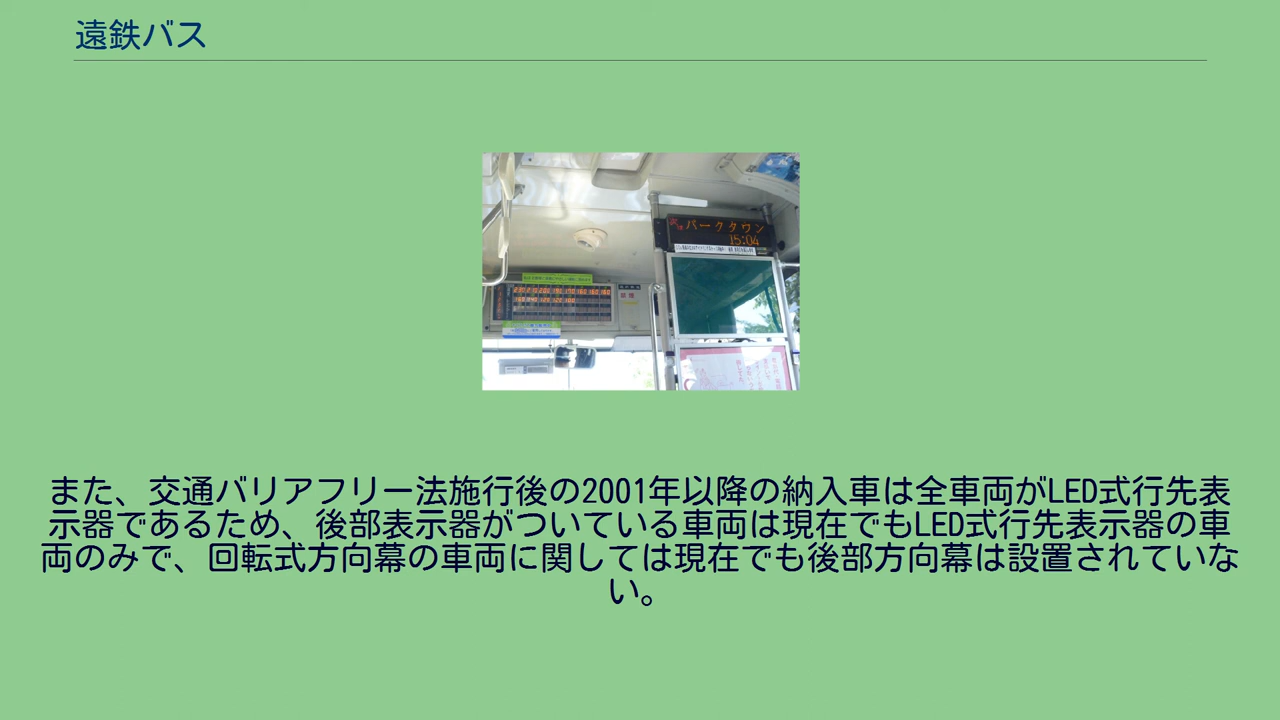 遠鉄バス
パークタウン
15:04
また、交通バリアフリー法施行後の2001年以降の納入車は全車両がLED式行先表
示器であるため、後部表示器がついている車両は現在でもLED式行先表示器の車
両のみで、回転式方向幕の車両に関しては現在でも後部方向幕は設置されていな
い。